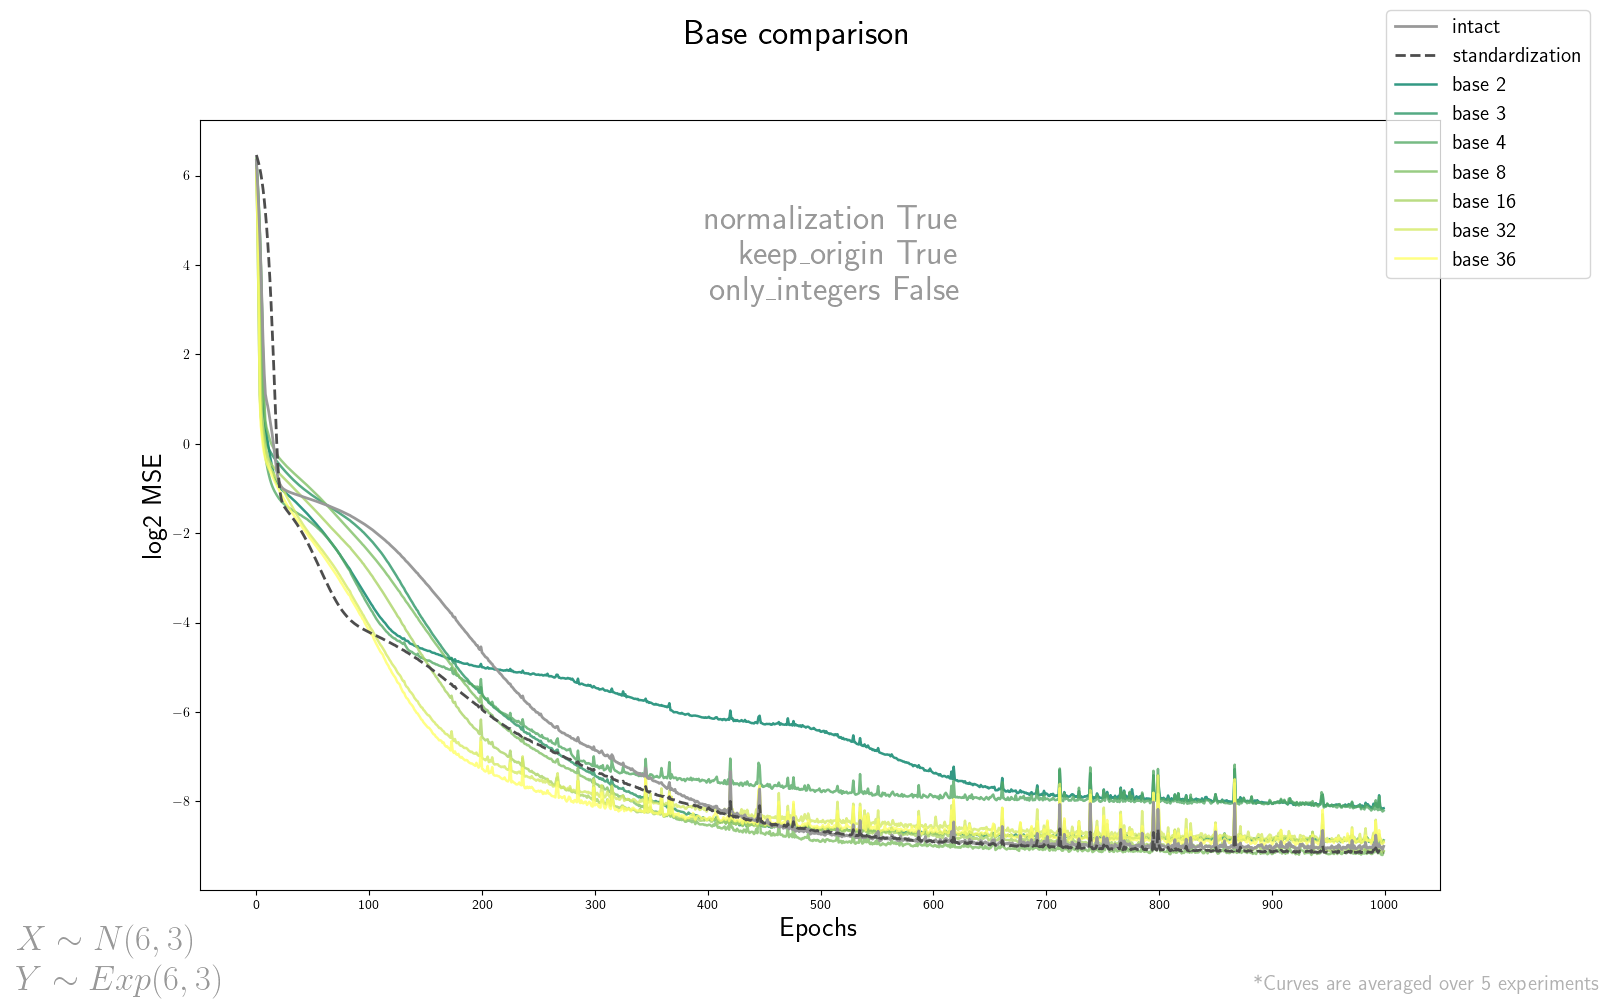 Base comparison
intact
standardization
base 2
base 3
base 4
base 8
base 16
base 32
base 36
normalization True
keep_origin True
only_integers False
log2 MSE
6
4
2
0
−2
−4
−6
−8
0 100 200 300 400 500 600 700 800 900 1000
Epochs
X ∼ N(6, 3)
Y ∼ Exp(6, 3)
*Curves are averaged over 5 experiments